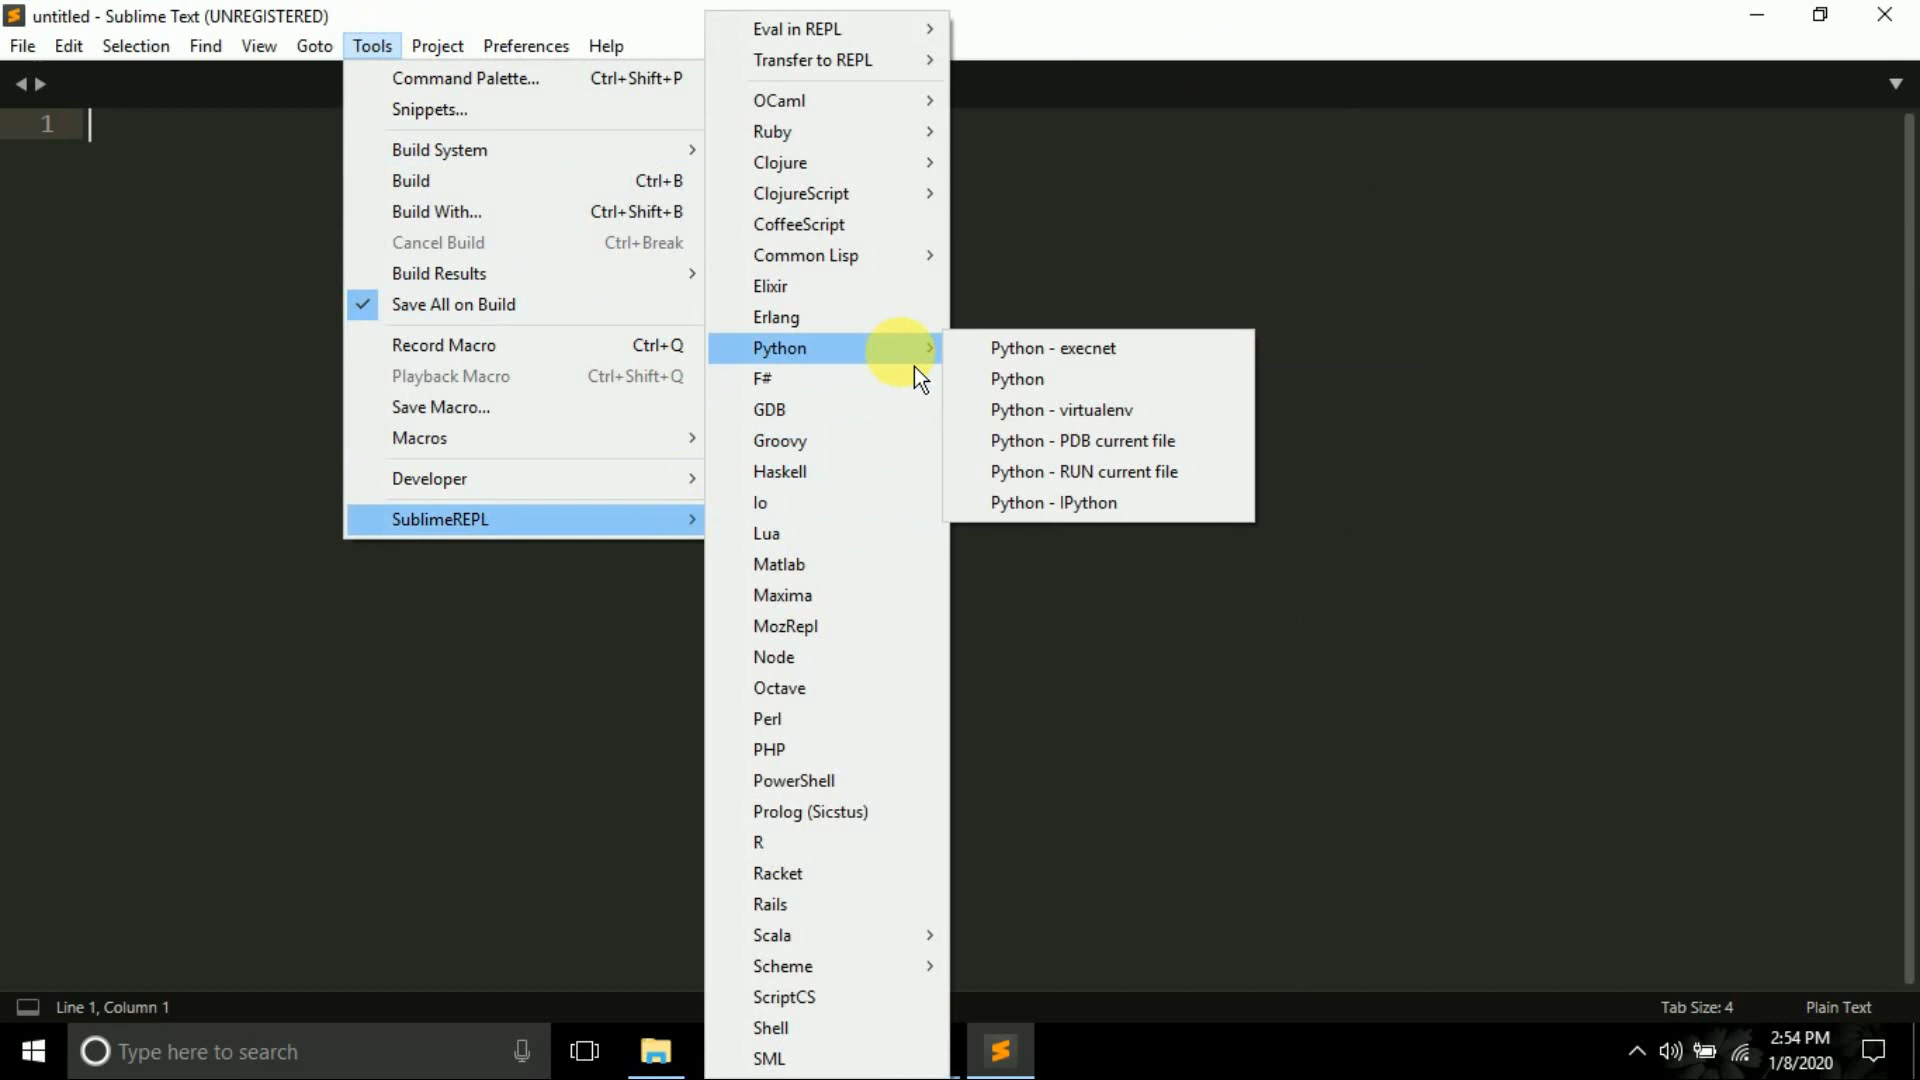 untitled - Sublime Text (UNREGISTERED)
File Edit Selection Find View Goto Tools Project Preferences Help
1
Command Palette... Ctrl+Shift+P
Snippets...
Build System
Build Ctrl+B
Build With... Ctrl+Shift+B
Cancel Build Ctrl+Break
Build Results
Save All on Build
Record Macro Ctrl+Q
Playback Macro Ctrl+Shift+Q
Save Macro...
Macros
Developer
SublimeREPL
Eval in REPL
Transfer to REPL
OCaml
Ruby
Clojure
ClojureScript
CoffeeScript
Common Lisp
Elixir
Erlang
Python
F#
GDB
Groovy
Haskell
Io
Lua
Matlab
Maxima
MozRepl
Node
Octave
Perl
PHP
PowerShell
Prolog (Sicstus)
R
Racket
Rails
Scala
Scheme
ScriptCS
Shell
SML
Python - execnet
Python
Python - virtualenv
Python - PDB current file
Python - RUN current file
Python - IPython
Line 1, Column 1
Tab Size: 4
Plain Text
Type here to search
2:54 PM
1/8/2020